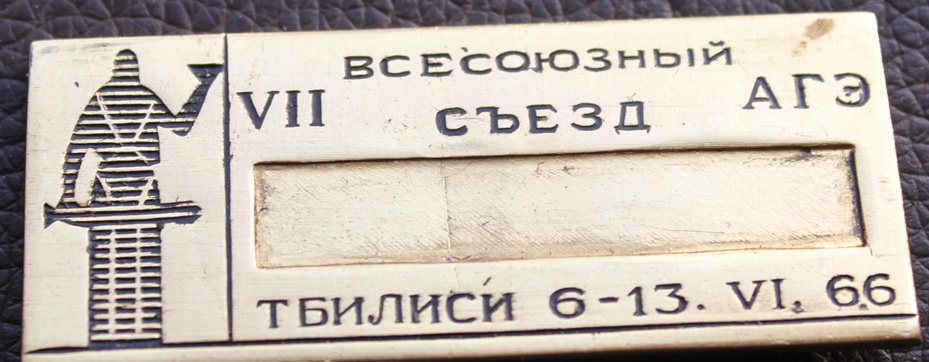 ВСЕСОЮЗНЫЙ
VII СЪЕЗД АГЭ
ТБИЛИСИ 6-13. VI. 66